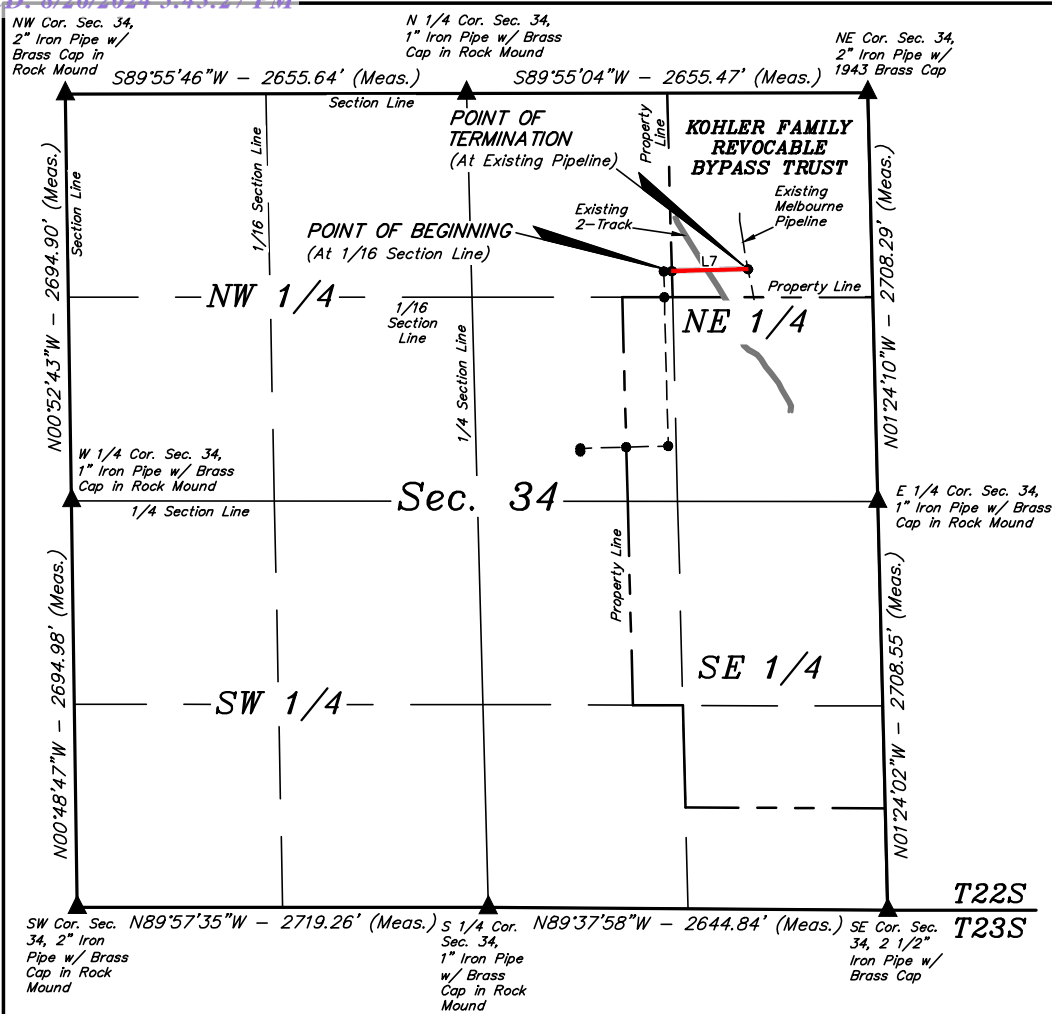 D: 6/26/2024 3:43:27 PM
NW Cor. Sec. 34,
2" Iron Pipe w/
Brass Cap in
Rock Mound
N 1/4 Cor. Sec. 34,
1" Iron Pipe w/ Brass
Cap in Rock Mound
NE Cor. Sec. 34,
2" Iron Pipe w/
1943 Brass Cap
S89°55'46"W - 2655.64' (Meas.)
S89°55'04"W - 2655.47' (Meas.)
Section Line
Section Line
N00°52'43"W - 2694.90' (Meas.)
1/16 Section Line
POINT OF
TERMINATION
(At Existing Pipeline)
Property
Line
KOHLER FAMILY
REVOCABLE
BYPASS TRUST
Existing
Melbourne
Pipeline
Existing
2-Track
POINT OF BEGINNING
(At 1/16 Section Line)
L7
Property Line
N01°24'10"W - 2708.29' (Meas.)
NW 1/4
1/16
Section
Line
NE 1/4
1/4 Section Line
W 1/4 Cor. Sec. 34,
1" Iron Pipe w/ Brass
Cap in Rock Mound
1/4 Section Line
Sec. 34
E 1/4 Cor. Sec. 34,
1" Iron Pipe w/ Brass
Cap in Rock Mound
Property Line
N00°48'47"W - 2694.98' (Meas.)
SW 1/4
SE 1/4
N01°24'02"W - 2708.55' (Meas.)
T22S
T23S
SW Cor. Sec.
34, 2" Iron
Pipe w/ Brass
Cap in Rock
Mound
N89°57'35"W - 2719.26' (Meas.)
S 1/4 Cor.
Sec. 34,
1" Iron Pipe
w/ Brass
Cap in Rock
Mound
N89°37'58"W - 2644.84' (Meas.)
SE Cor. Sec.
34, 2 1/2"
Iron Pipe w/
Brass Cap